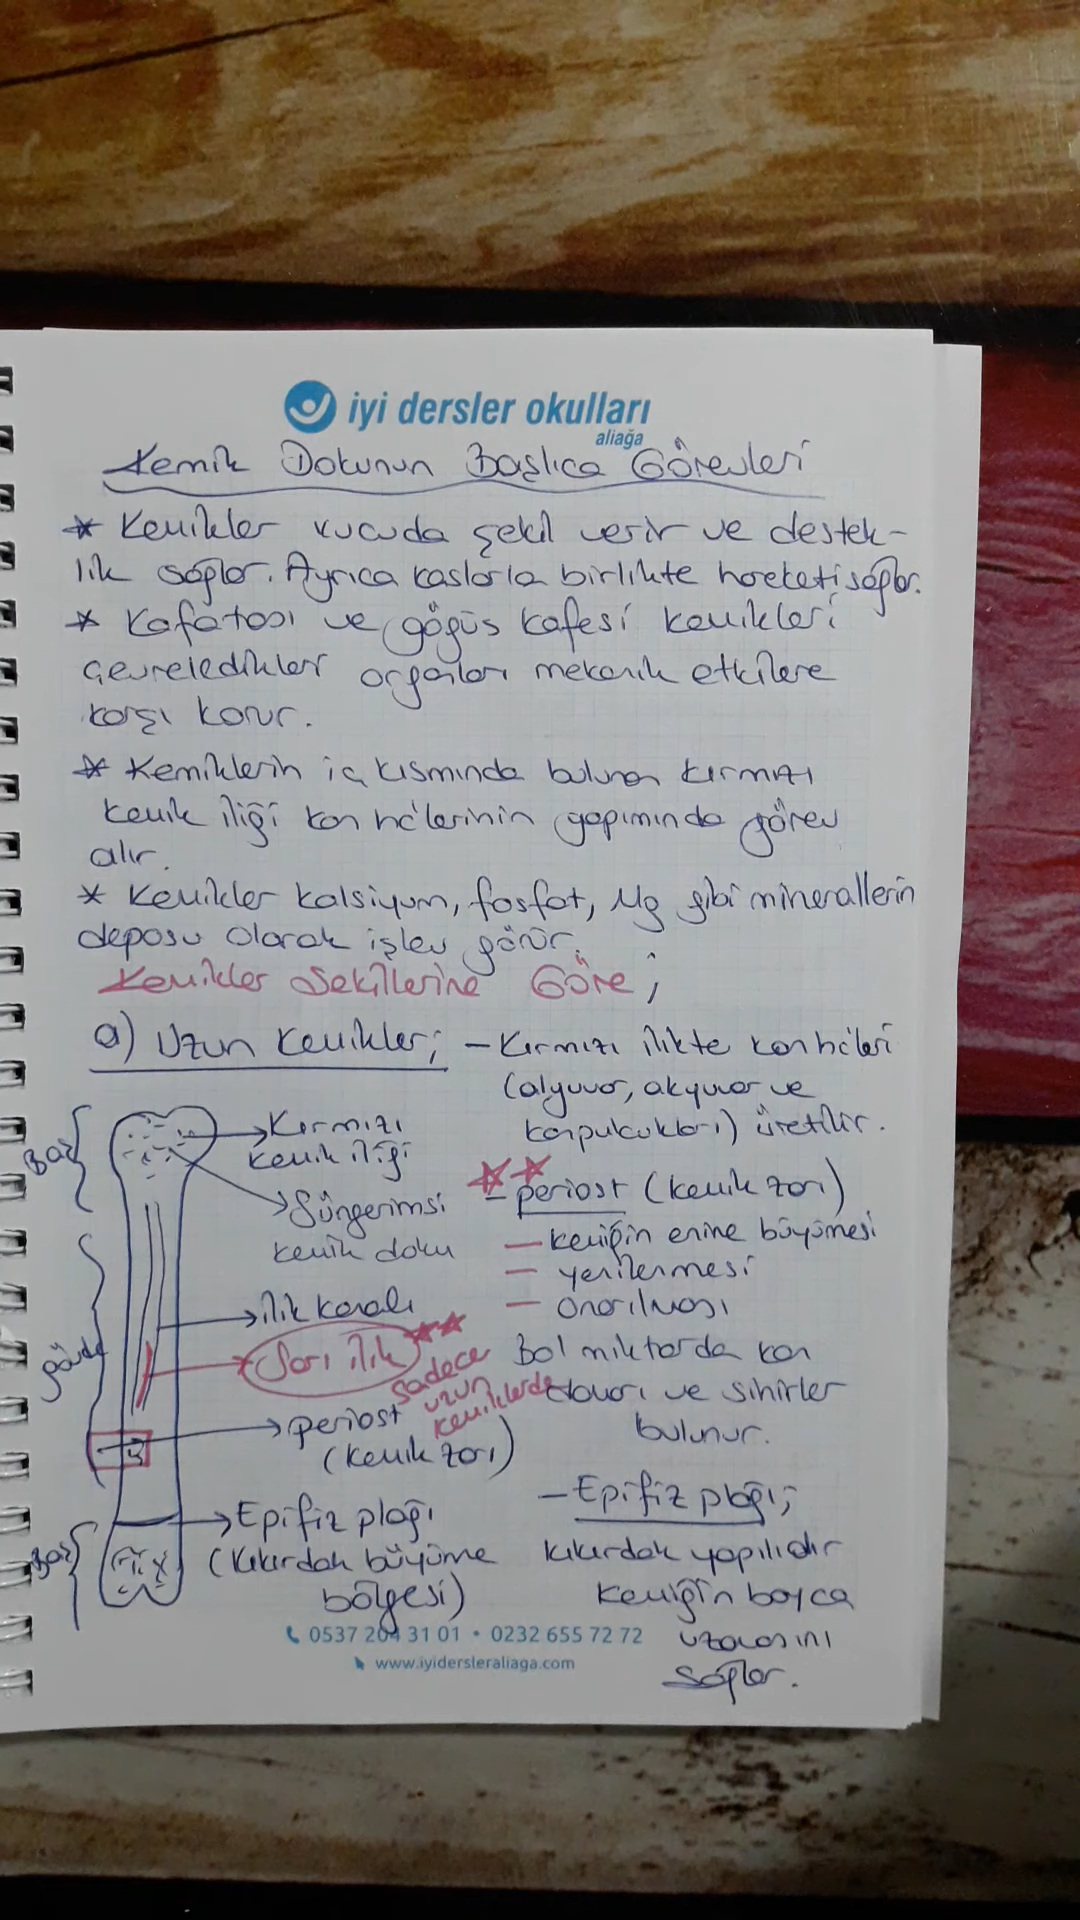 iyi dersler okulları
aliağa
Kemik Dokunun Başlıca Görevleri
* Kemikler vucuda şekil verir ve destek-
lik sağlar. Ayrıca kaslarla birlikte hareketi sağlar.
* Kafatası ve göğüs kafesi kemikleri
çevreledikleri organları mekanik etkilere
karşı korur.
* Kemiklerin iç kısmında bulunan kırmızı
kemik iliği kan hc'lerinin yapımında görev
alır.
* Kemikler kalsiyum, fosfat, Mg gibi minerallerin
deposu olarak işlev görür.
Kemikler Şekillerine Göre;
a) Uzun Kemikler; – Kırmızı ilikte kan hc'leri
(alyuvar, akyuvar ve
kanpulcukları) üretilir.
Baş
Kırmızı
kemik iliği
Süngerimsi
kemik doku
– periost (kemik zarı)
– kemiğin enine büyümesi
– yenilenmesi
– onarılması
Bol miktarda kan
damarı ve sinirler
bulunur.
gövde
ilik kanalı
Sarı ilik
sadece
uzun
kemiklerde
periost
(kemik zarı)
Baş
Epifiz plağı
(Kıkırdak büyüme
bölgesi)
– Epifiz plağı;
kıkırdak yapılıdır
kemiğin boyca
uzamasını
sağlar.
0537 204 31 01 • 0232 655 72 72
www.iyidersleraliaga.com